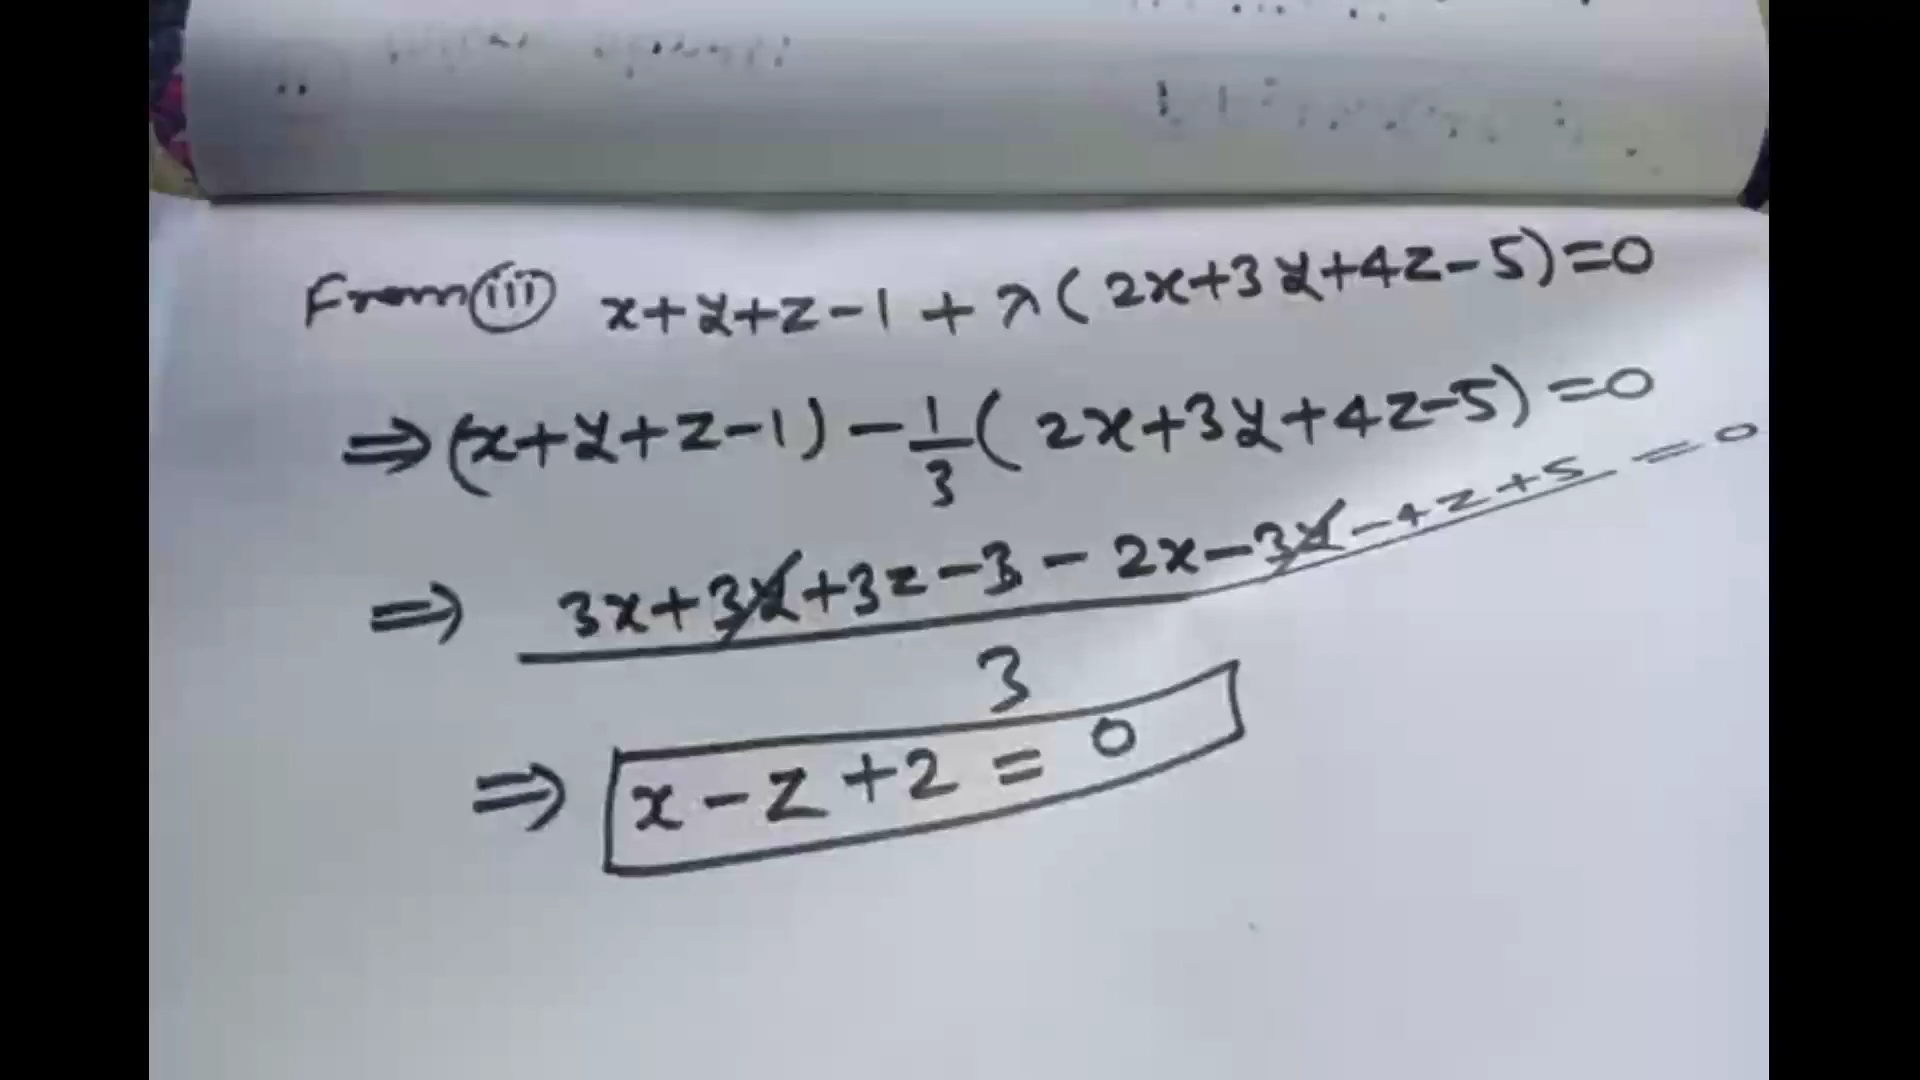 From (iii) x+y+z-1 + λ(2x+3y+4z-5)=0
⇒(x+y+z-1) - 1/3 (2x+3y+4z-5) =0
⇒ (3x+3y+3z-3-2x-3y-4z+5)/3 =0
⇒ x-z+2 = 0